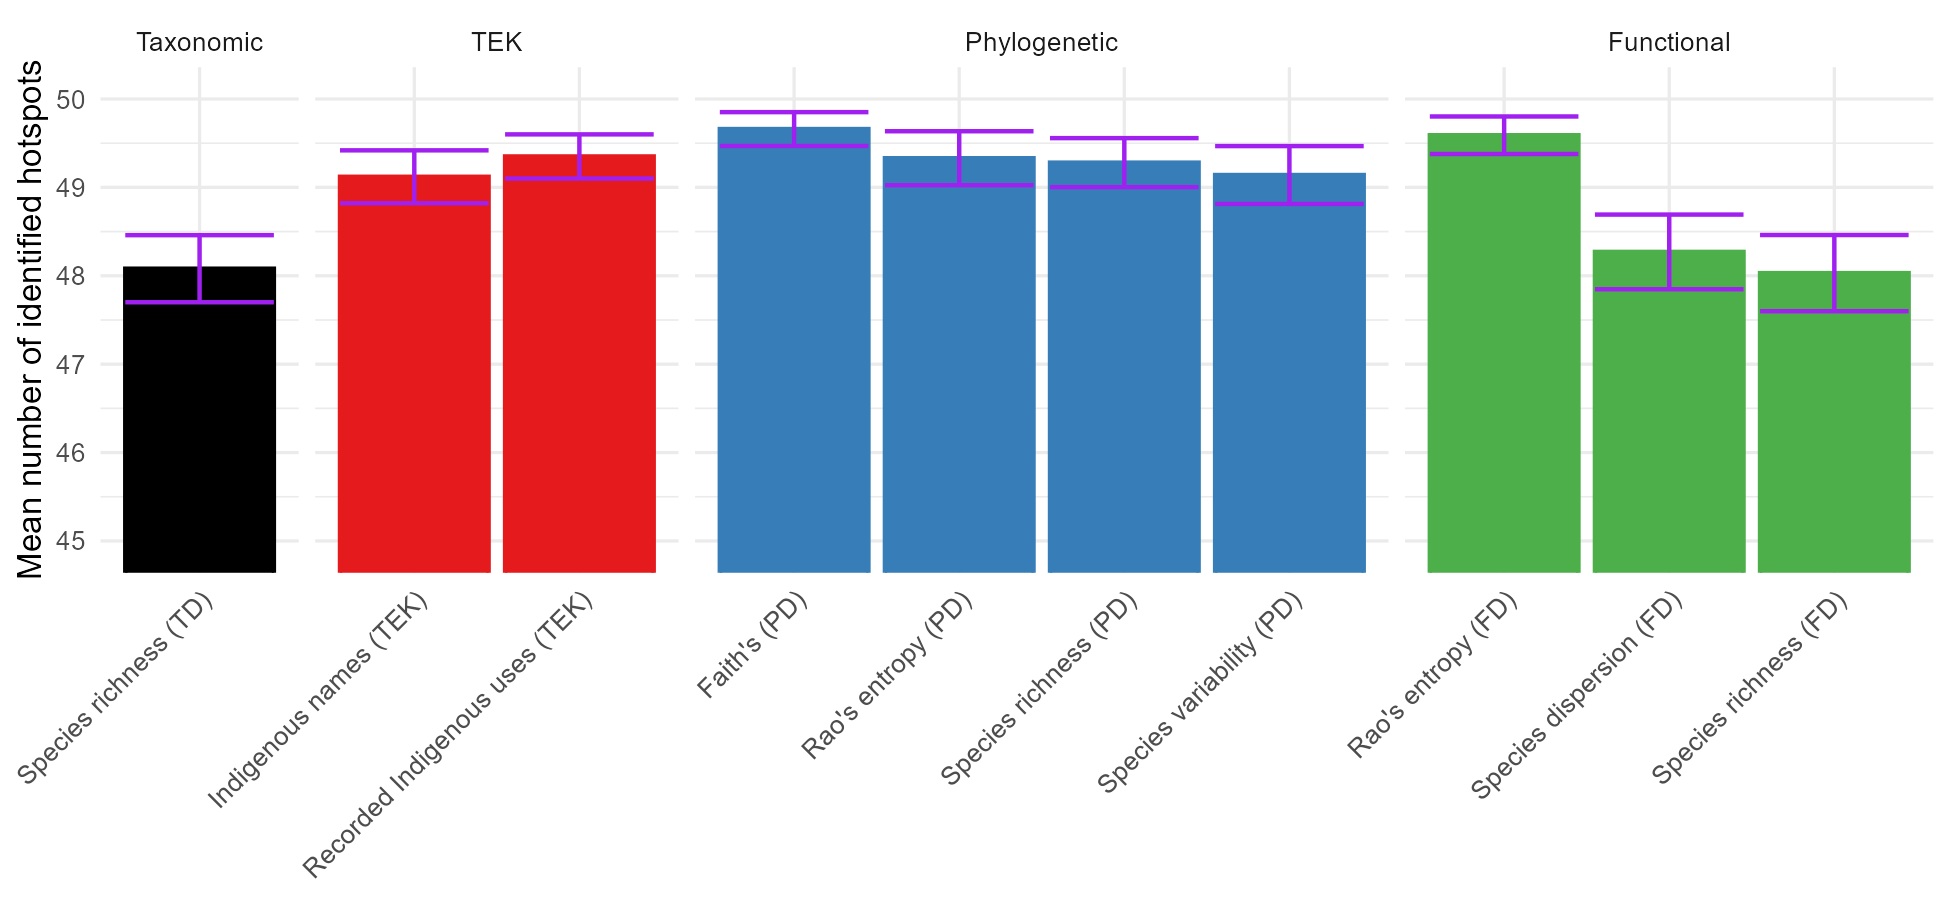 Taxonomic
TEK
Phylogenetic
Functional
Mean number of identified hotspots
50
49
48
47
46
45
Species richness (TD)
Indigenous names (TEK)
Recorded Indigenous uses (TEK)
Faith's (PD)
Rao's entropy (PD)
Species richness (PD)
Species variability (PD)
Rao's entropy (FD)
Species dispersion (FD)
Species richness (FD)